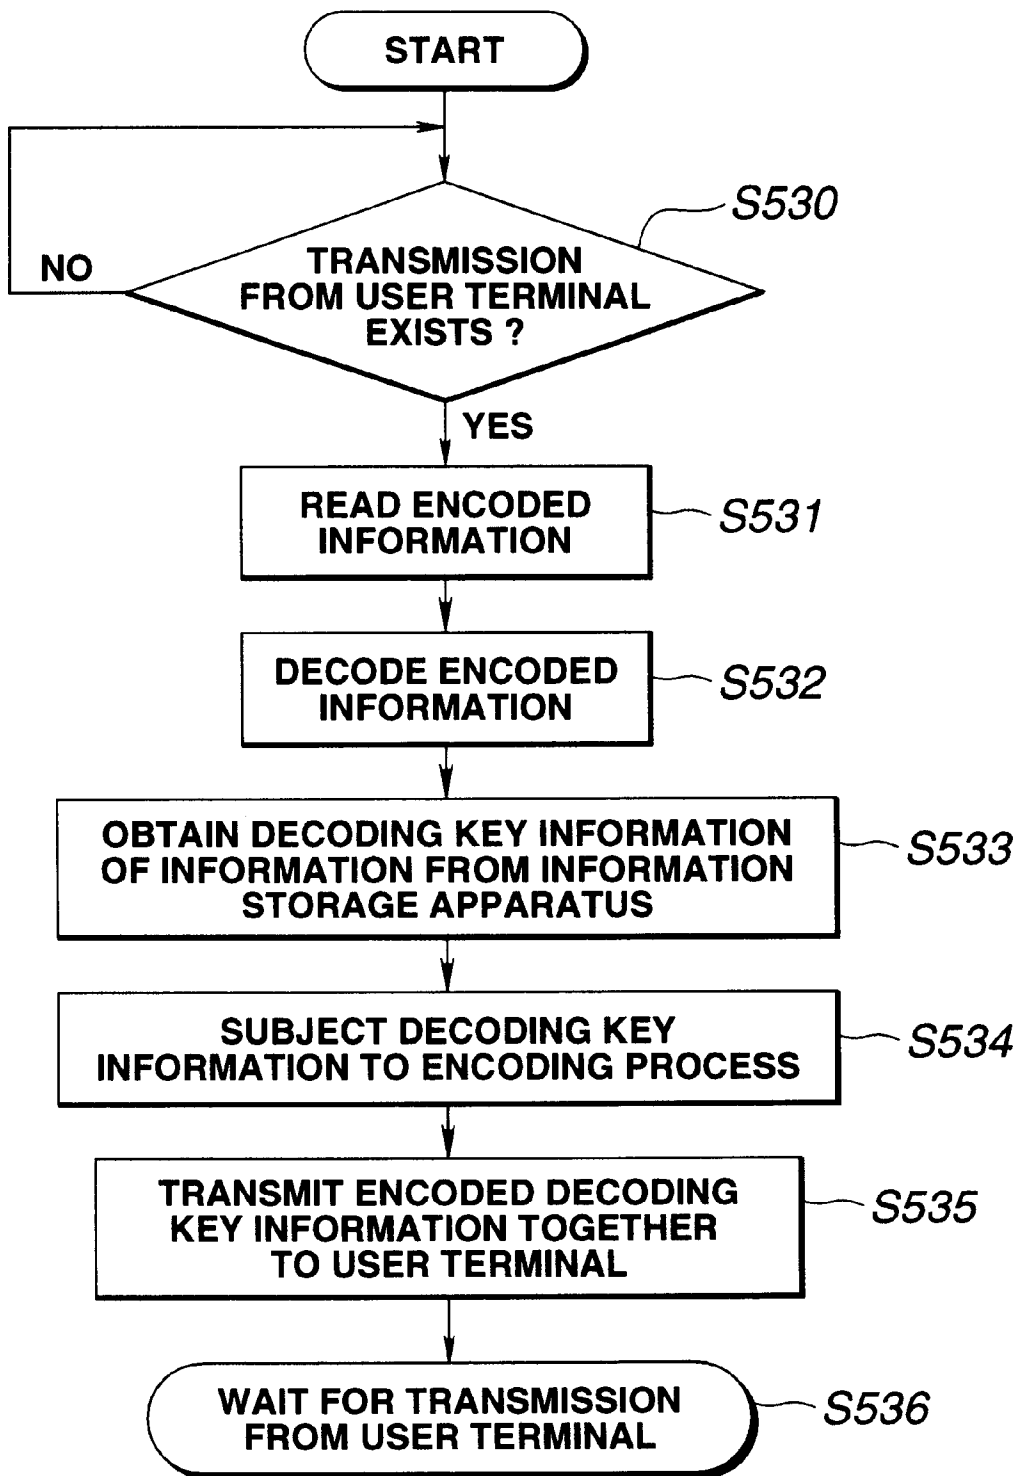 START
S530
TRANSMISSION
FROM USER TERMINAL
EXISTS ?
NO
YES
READ ENCODED
INFORMATION
S531
DECODE ENCODED
INFORMATION
S532
OBTAIN DECODING KEY INFORMATION
OF INFORMATION FROM INFORMATION
STORAGE APPARATUS
S533
SUBJECT DECODING KEY
INFORMATION TO ENCODING PROCESS
S534
TRANSMIT ENCODED DECODING
KEY INFORMATION TOGETHER
TO USER TERMINAL
S535
WAIT FOR TRANSMISSION
FROM USER TERMINAL
S536